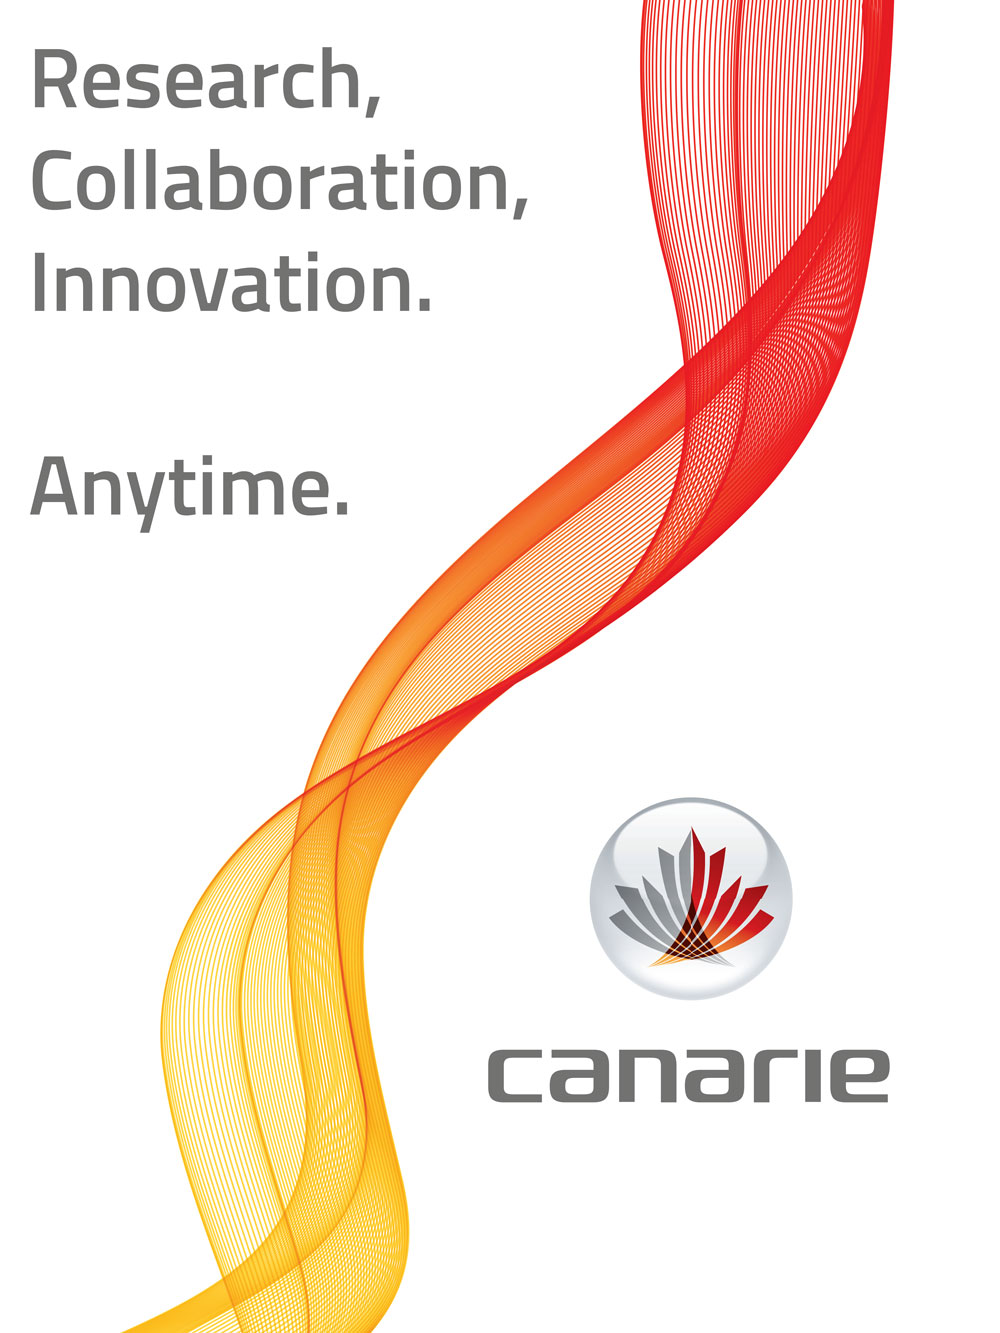 Research,
Collaboration,
Innovation.
Anytime.
canarie